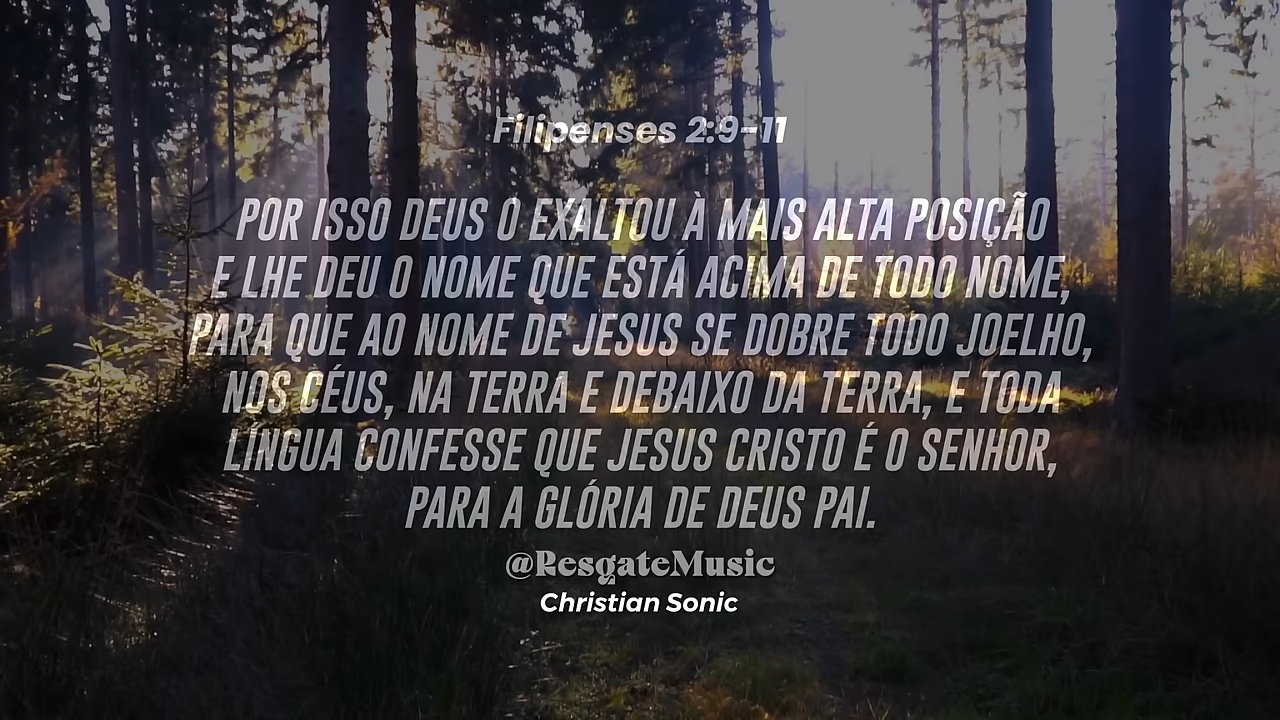 Filipenses 2:9-11
POR ISSO DEUS O EXALTOU À MAIS ALTA POSIÇÃO
E LHE DEU O NOME QUE ESTÁ ACIMA DE TODO NOME,
PARA QUE AO NOME DE JESUS SE DOBRE TODO JOELHO,
NOS CÉUS, NA TERRA E DEBAIXO DA TERRA, E TODA
LÍNGUA CONFESSE QUE JESUS CRISTO É O SENHOR,
PARA A GLÓRIA DE DEUS PAI.
@ResgateMusic
Christian Sonic